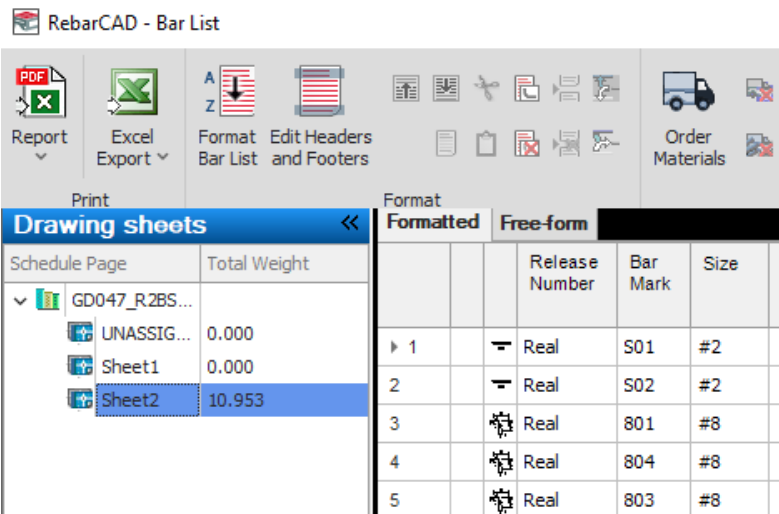 RebarCAD - Bar List
PDF
A
Z
Report
Excel
Export
Format
Bar List
Edit Headers
and Footers
Order
Materials
Print
Format
Drawing sheets
Formatted
Free-form
Schedule Page
Total Weight
Release
Number
Bar
Mark
Size
GD047_R2BS...
UNASSIG...
0.000
1
Real
S01
#2
Sheet1
0.000
2
Real
S02
#2
Sheet2
10.953
3
Real
801
#8
4
Real
804
#8
5
Real
803
#8